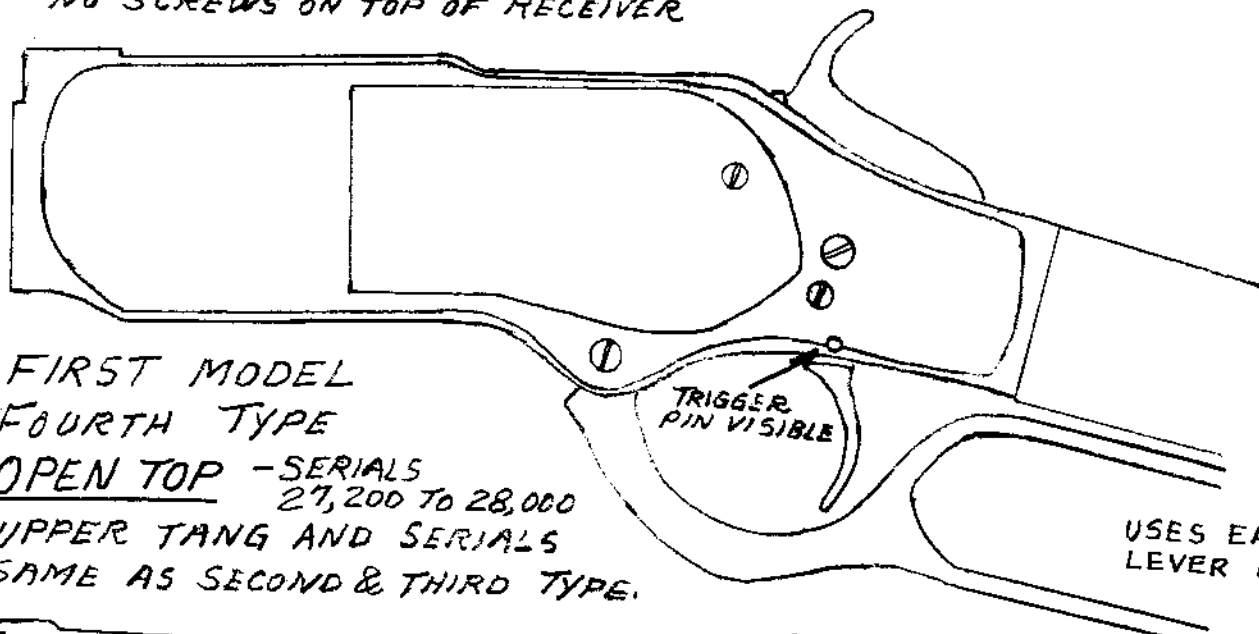 NO SCREWS ON TOP OF RECEIVER
TRIGGER
PIN VISIBLE
FIRST MODEL
FOURTH TYPE
OPEN TOP - SERIALS
27,200 TO 28,000
UPPER TANG AND SERIALS
SAME AS SECOND & THIRD TYPE.
USES
LEVER